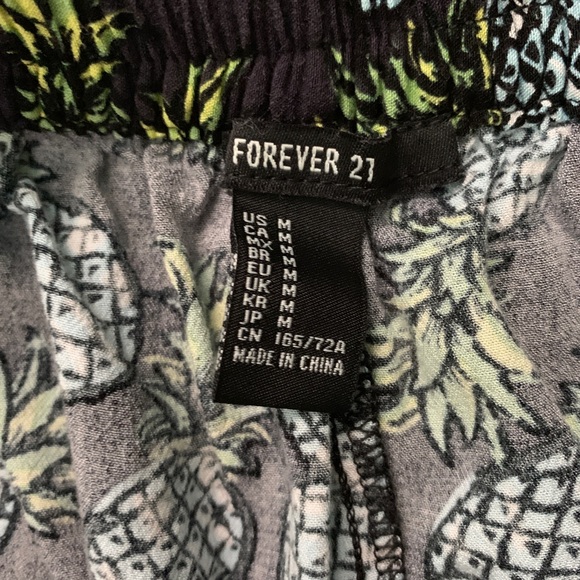 FOREVER 21
US M
CA M
MX M
BR M
EU M
UK M
KR M
JP M
CN 165/72A
MADE IN CHINA